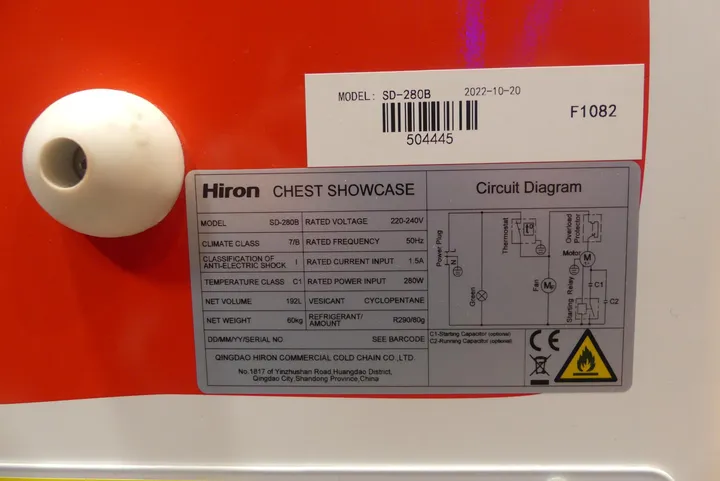 MODEL: SD-280B 2022-10-20
504445
F1082
Hiron CHEST SHOWCASE
MODEL SD-280B RATED VOLTAGE 220-240V
CLIMATE CLASS 7/B RATED FREQUENCY 50Hz
CLASSIFICATION OF ANTI-ELECTRIC SHOCK I RATED CURRENT INPUT 1.5A
TEMPERATURE CLASS C1 RATED POWER INPUT 280W
NET VOLUME 192L VESICANT CYCLOPENTANE
NET WEIGHT 60kg REFRIGERANT/AMOUNT R290/80g
DD/MM/YY/SERIAL NO SEE BARCODE
QINGDAO HIRON COMMERCIAL COLD CHAIN CO.,LTD.
No.1817 of Yinzhushan Road,Huangdao District,
Qingdao City,Shandong Province,China
Circuit Diagram
Power Plug
N L
Green
Thermostat
t°
Fan
M
Overload Protector
Motor
M
Starting Relay
C1
C2
C1-Starting Capacitor (optional)
C2-Running Capacitor (optional)
CE